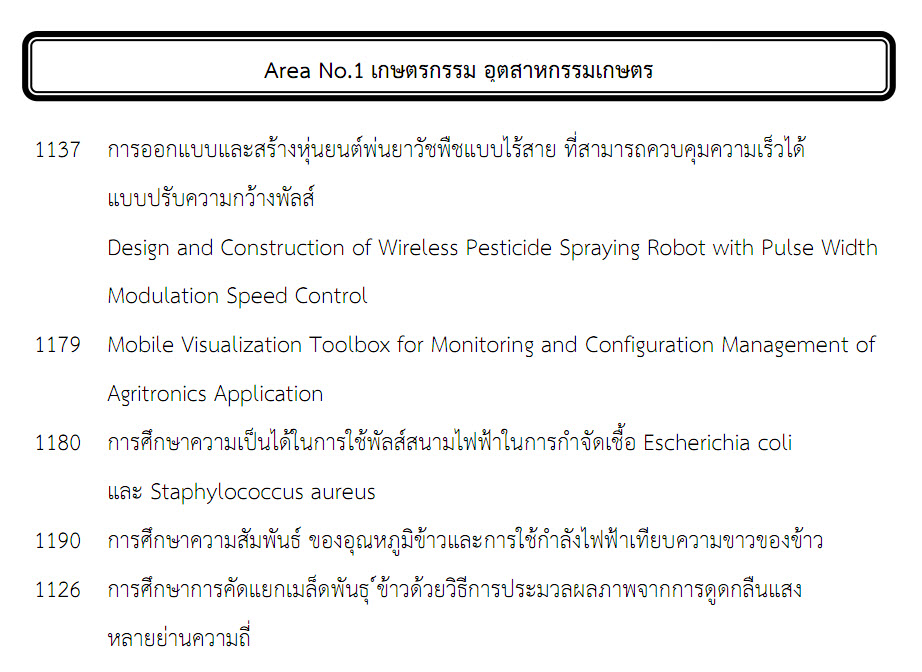 Area No.1 เกษตรกรรม อุตสาหกรรมเกษตร
1137 การออกแบบและสร้างหุ่นยนต์พ่นยาวัชพืชแบบไร้สาย ที่สามารถควบคุมความเร็วได้
แบบปรับความกว้างพัลส์
Design and Construction of Wireless Pesticide Spraying Robot with Pulse Width
Modulation Speed Control
1179 Mobile Visualization Toolbox for Monitoring and Configuration Management of
Agritronics Application
1180 การศึกษาความเป็นได้ในการใช้พัลส์สนามไฟฟ้าในการกำจัดเชื้อ Escherichia coli
และ Staphylococcus aureus
1190 การศึกษาความสัมพันธ์ ของอุณหภูมิข้าวและการใช้กำลังไฟฟ้าเทียบความขาวของข้าว
1126 การศึกษาการคัดแยกเมล็ดพันธุ ์ข้าวด้วยวิธีการประมวลผลภาพจากการดูดกลืนแสง
หลายย่านความถี่